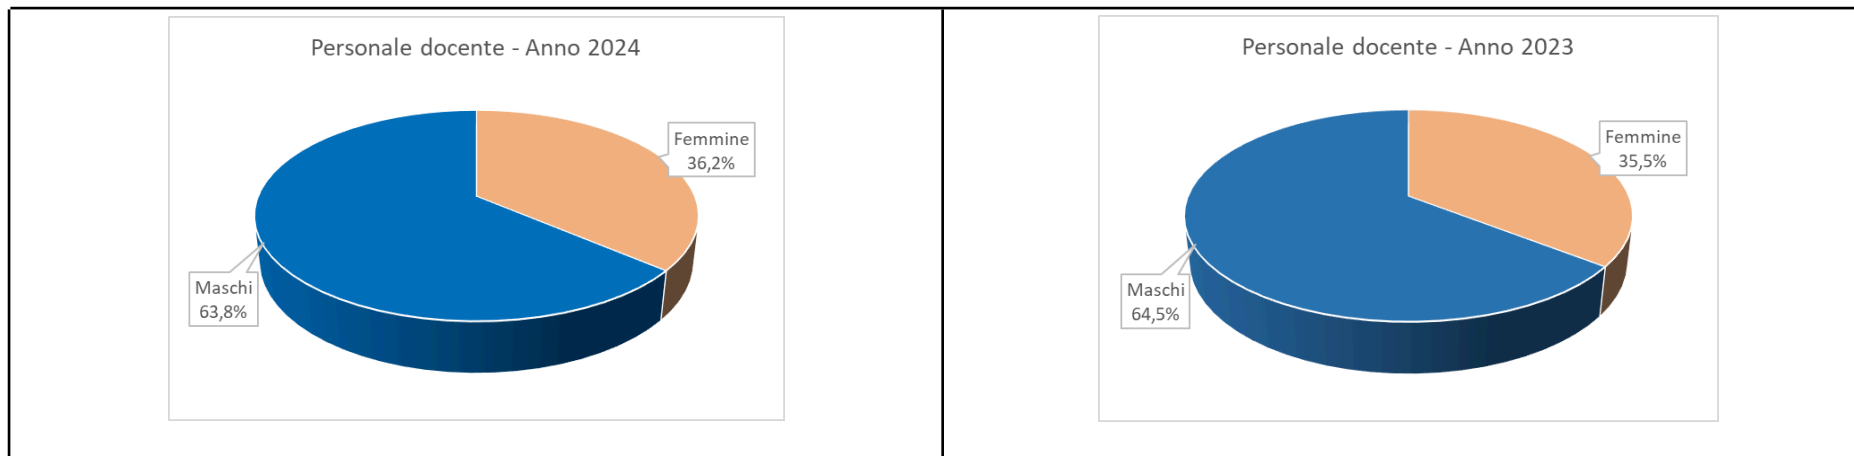 Personale docente - Anno 2024
Femmine
36,2%
Maschi
63,8%
Personale docente - Anno 2023
Femmine
35,5%
Maschi
64,5%